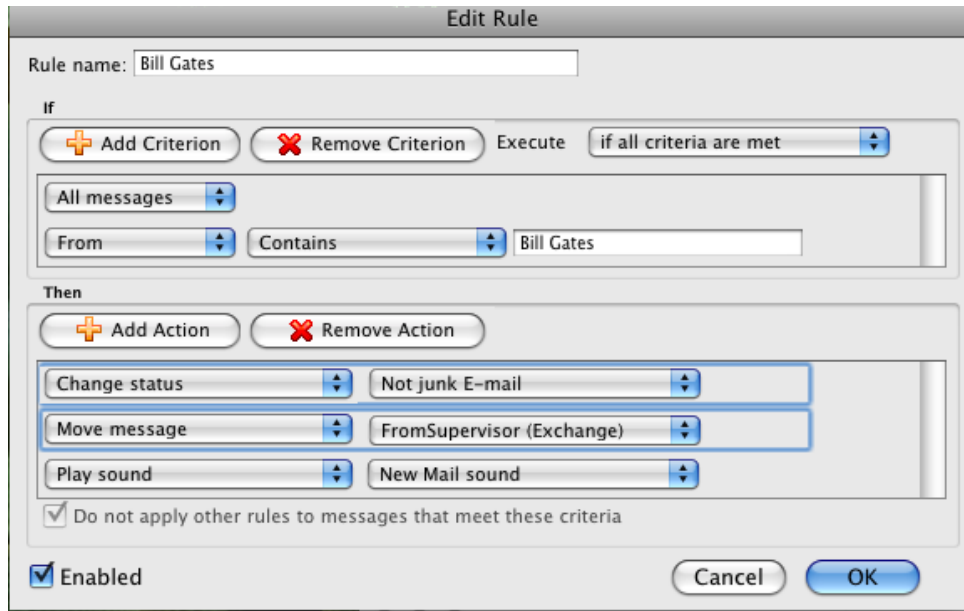 Edit Rule
Rule name: Bill Gates
If
Add Criterion Remove Criterion Execute if all criteria are met
All messages
From Contains Bill Gates
Then
Add Action Remove Action
Change status Not junk E-mail
Move message FromSupervisor (Exchange)
Play sound New Mail sound
Do not apply other rules to messages that meet these criteria
Enabled Cancel OK